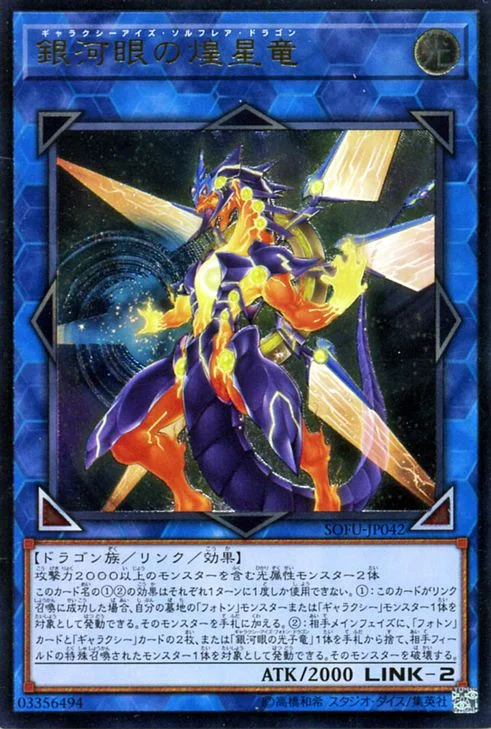 ギャラクシーアイズ・ソルフレア・ドラゴン
銀河眼の煌星竜
光
SOFU-JP042
【ドラゴン族／リンク／効果】
攻撃力2000以上のモンスターを含む光属性モンスター2体
このカード名の①②の効果はそれぞれ1ターンに1度しか使用できない。①：このカードがリンク
召喚に成功した場合、自分の墓地の「フォトン」モンスターまたは「ギャラクシー」モンスター1体を
対象として発動できる。そのモンスターを手札に加える。②：相手メインフェイズに、「フォトン」
カードと「ギャラクシー」カードの2枚、または「銀河眼の光子竜」1体を手札から捨て、相手フィー
ルドの特殊召喚されたモンスター1体を対象として発動できる。そのモンスターを破壊する。
ATK/2000 LINK-2
03356494
©高橋和希 スタジオ・ダイス/集英社